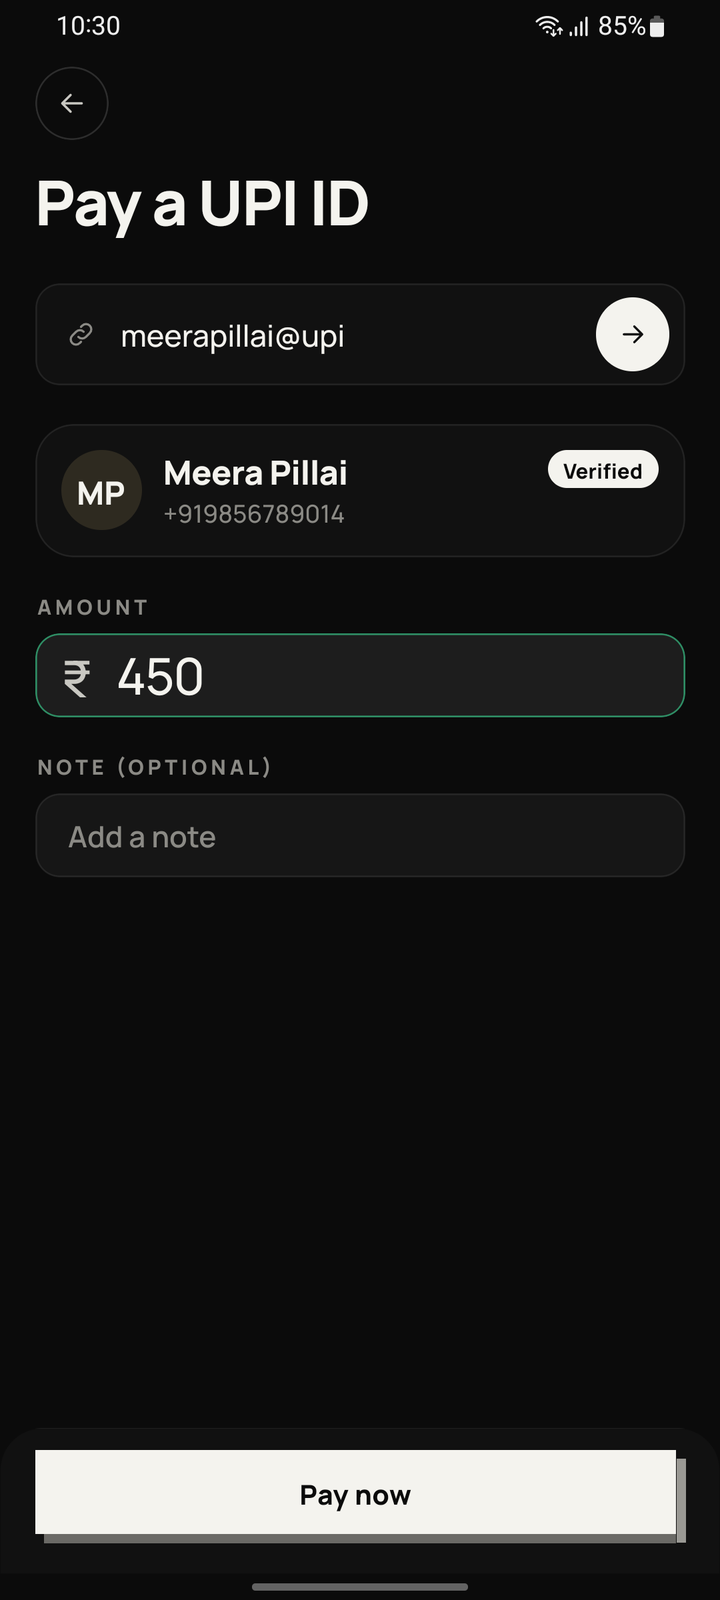 10:30
85%
Pay a UPI ID
meerapillai@upi
MP
Meera Pillai
Verified
+919856789014
AMOUNT
₹ 450
NOTE (OPTIONAL)
Add a note
Pay now